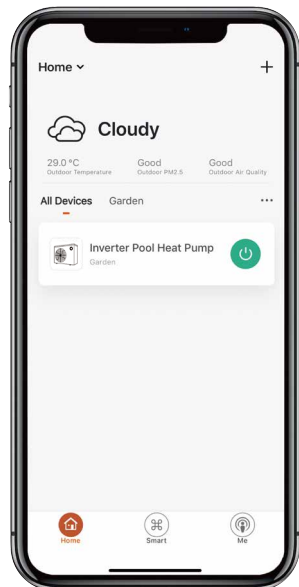 Home
Cloudy
29.0 °C Good Good
Outdoor Temperature Outdoor PM2.5 Outdoor Air Quality
All Devices Garden
Inverter Pool Heat Pump
Garden
Home Smart Me